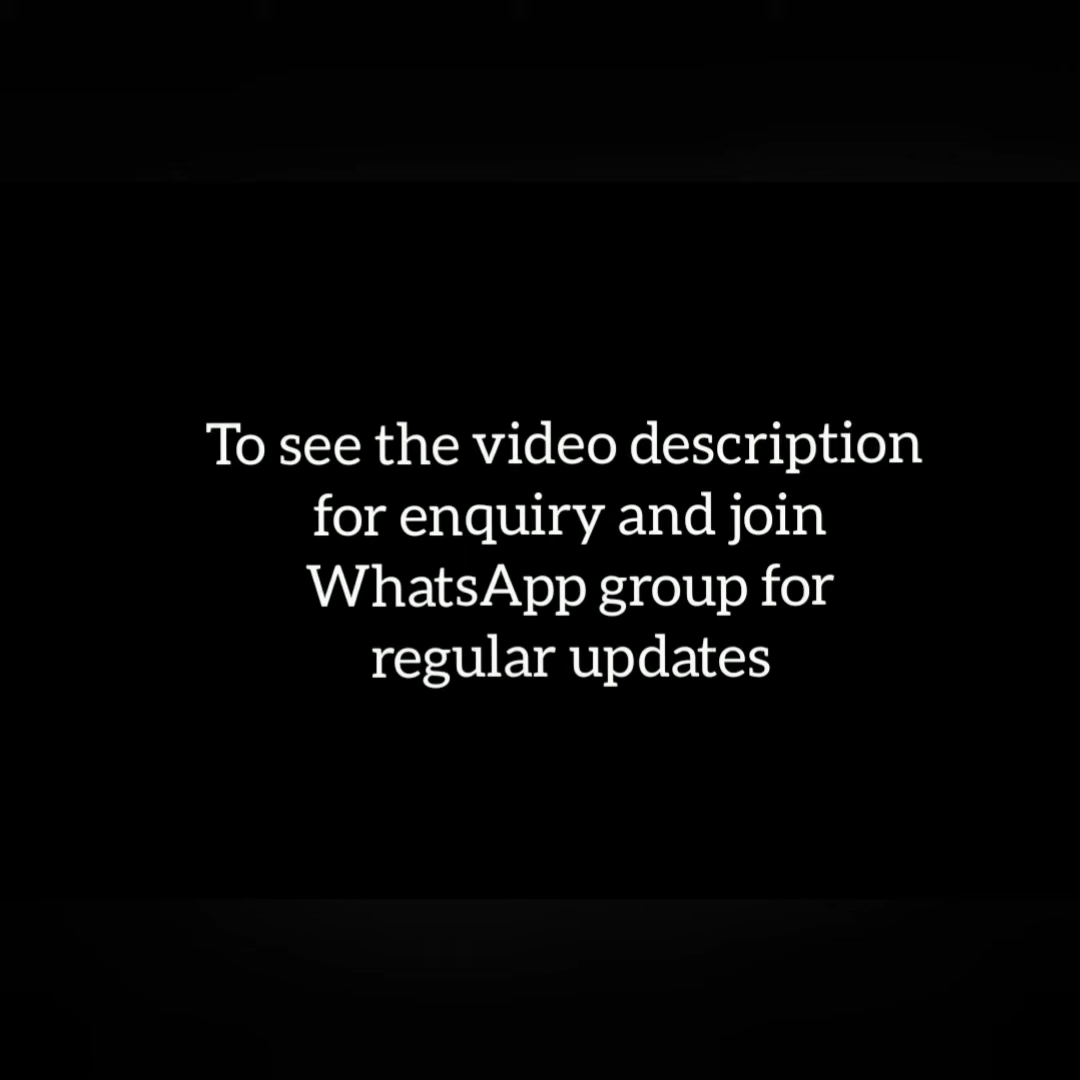 To see the video description
for enquiry and join
WhatsApp group for
regular updates